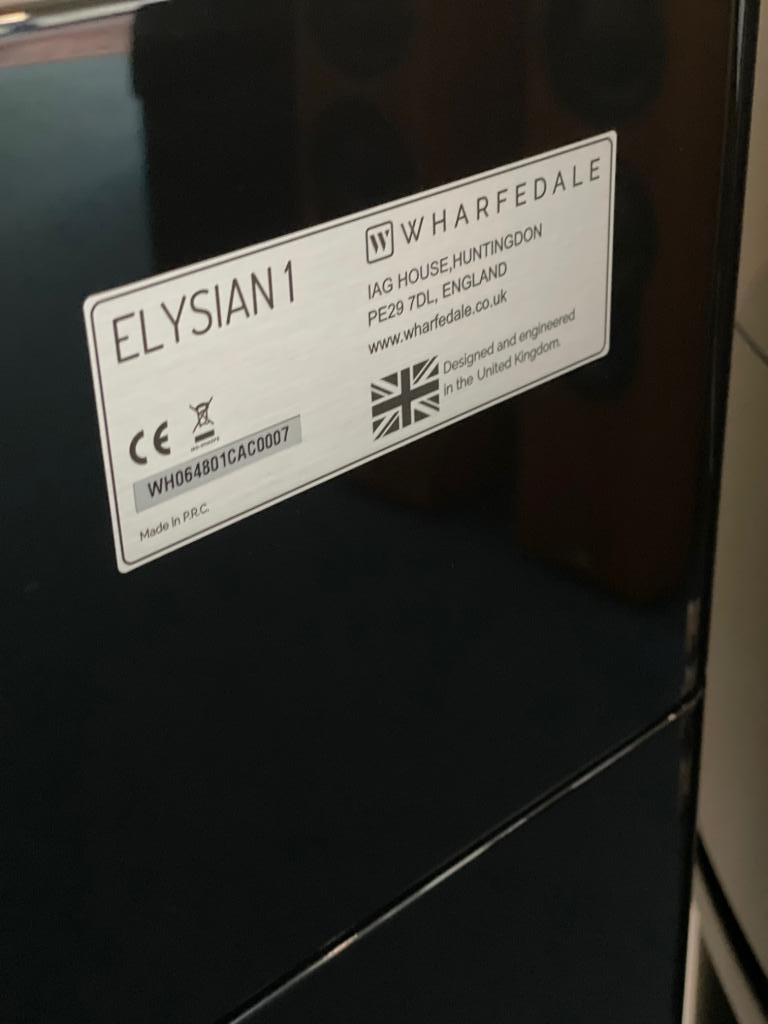 ELYSIAN 1
CE
WH064801CAC0007
Made in P.R.C.
W WHARFEDALE
IAG HOUSE,HUNTINGDON
PE29 7DL, ENGLAND
www.wharfedale.co.uk
Designed and engineered
in the United Kingdom.